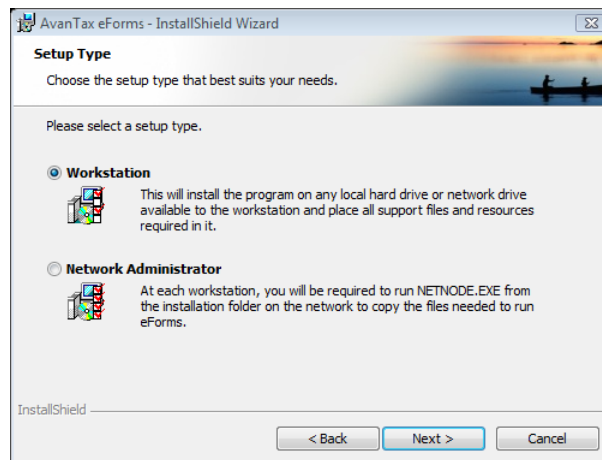 AvanTax eForms - InstallShield Wizard
Setup Type
Choose the setup type that best suits your needs.
Please select a setup type.
Workstation
This will install the program on any local hard drive or network drive
available to the workstation and place all support files and resources
required in it.
Network Administrator
At each workstation, you will be required to run NETNODE.EXE from
the installation folder on the network to copy the files needed to run
eForms.
InstallShield
< Back
Next >
Cancel